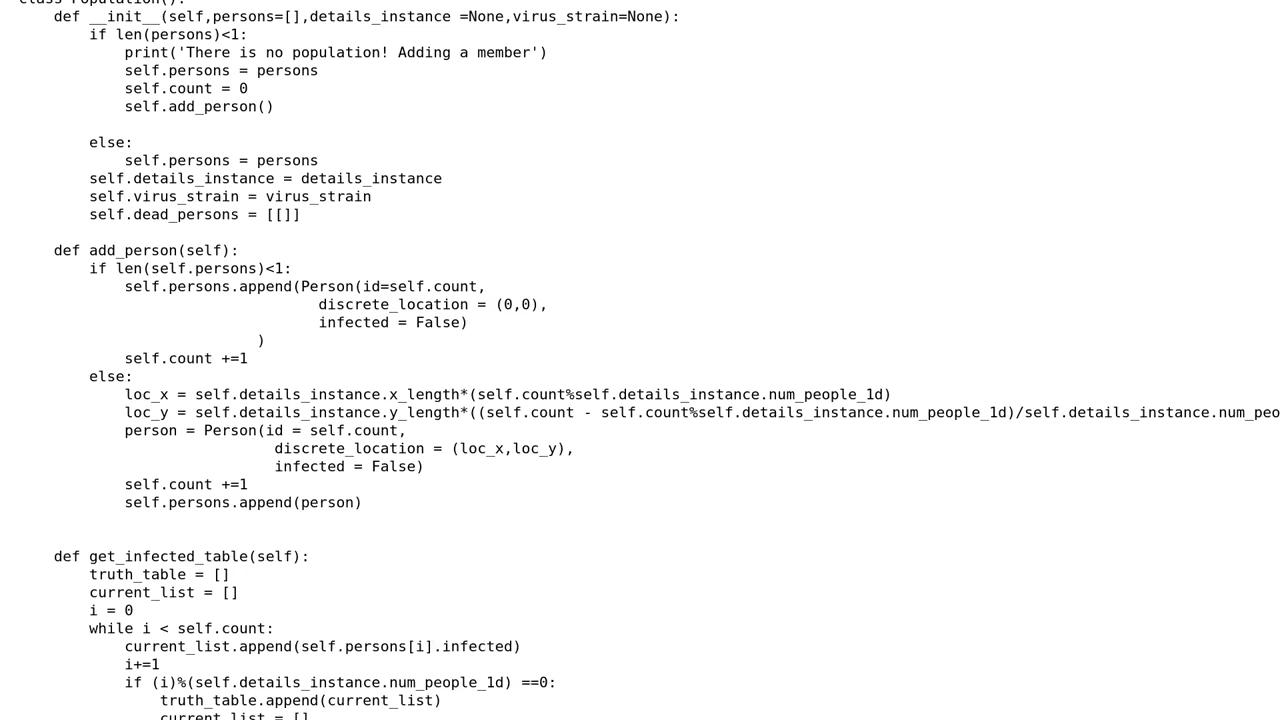 class Population():
    def __init__(self,persons=[],details_instance =None,virus_strain=None):
        if len(persons)<1:
            print('There is no population! Adding a member')
            self.persons = persons
            self.count = 0
            self.add_person()
        else:
            self.persons = persons
        self.details_instance = details_instance
        self.virus_strain = virus_strain
        self.dead_persons = [[]]
    def add_person(self):
        if len(self.persons)<1:
            self.persons.append(Person(id=self.count,
                                  discrete_location = (0,0),
                                  infected = False)
                           )
            self.count +=1
        else:
            loc_x = self.details_instance.x_length*(self.count%self.details_instance.num_people_1d)
            loc_y = self.details_instance.y_length*((self.count - self.count%self.details_instance.num_people_1d)/self.details_instance.num_peo
            person = Person(id = self.count,
                             discrete_location = (loc_x,loc_y),
                             infected = False)
            self.count +=1
            self.persons.append(person)
    def get_infected_table(self):
        truth_table = []
        current_list = []
        i = 0
        while i < self.count:
            current_list.append(self.persons[i].infected)
            i+=1
            if (i)%(self.details_instance.num_people_1d) ==0:
                truth_table.append(current_list)
                current_list = []